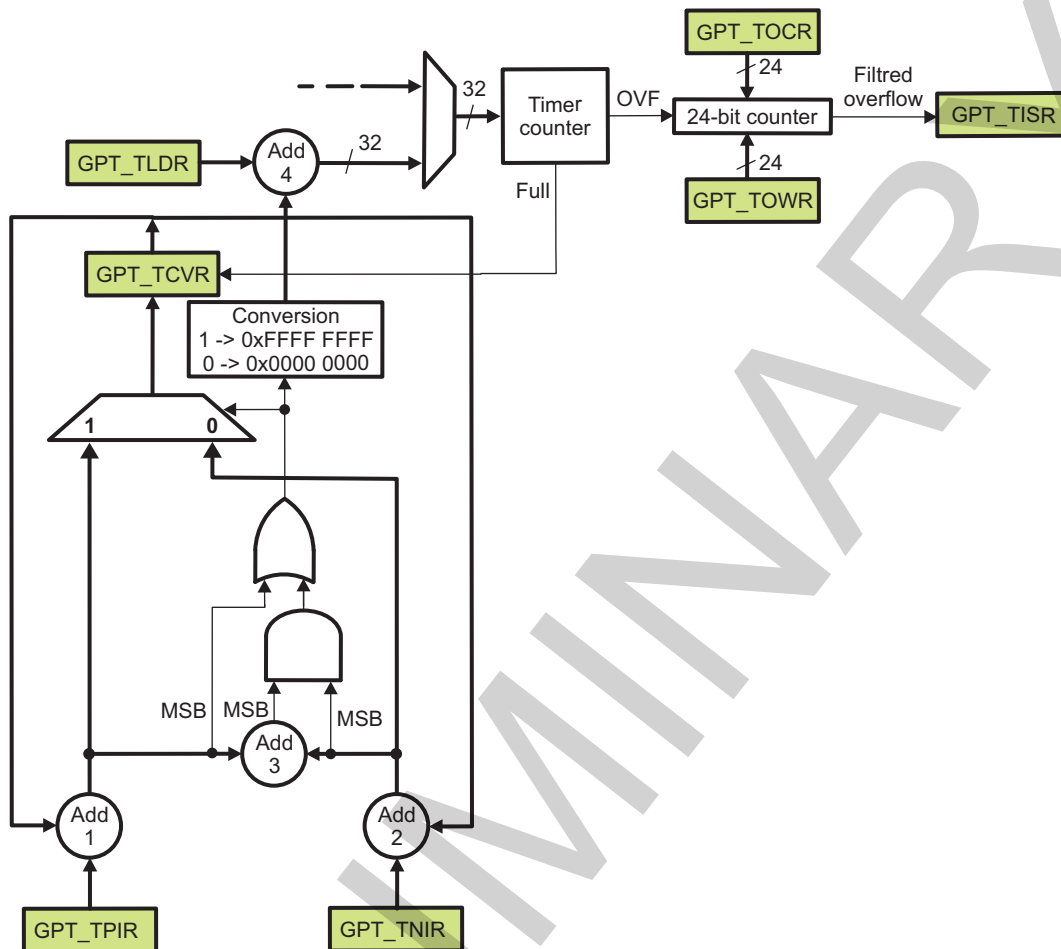 GPT_TOCR
24
32
Timer
counter
OVF
24-bit counter
Filtred
overflow
GPT_TISR
GPT_TLDR
Add
4
32
Full
24
GPT_TOWR
GPT_TCVR
Conversion
1 -> 0xFFFF FFFF
0 -> 0x0000 0000
1
0
MSB
MSB
MSB
Add
3
Add
1
Add
2
GPT_TPIR
GPT_TNIR
IMINARY